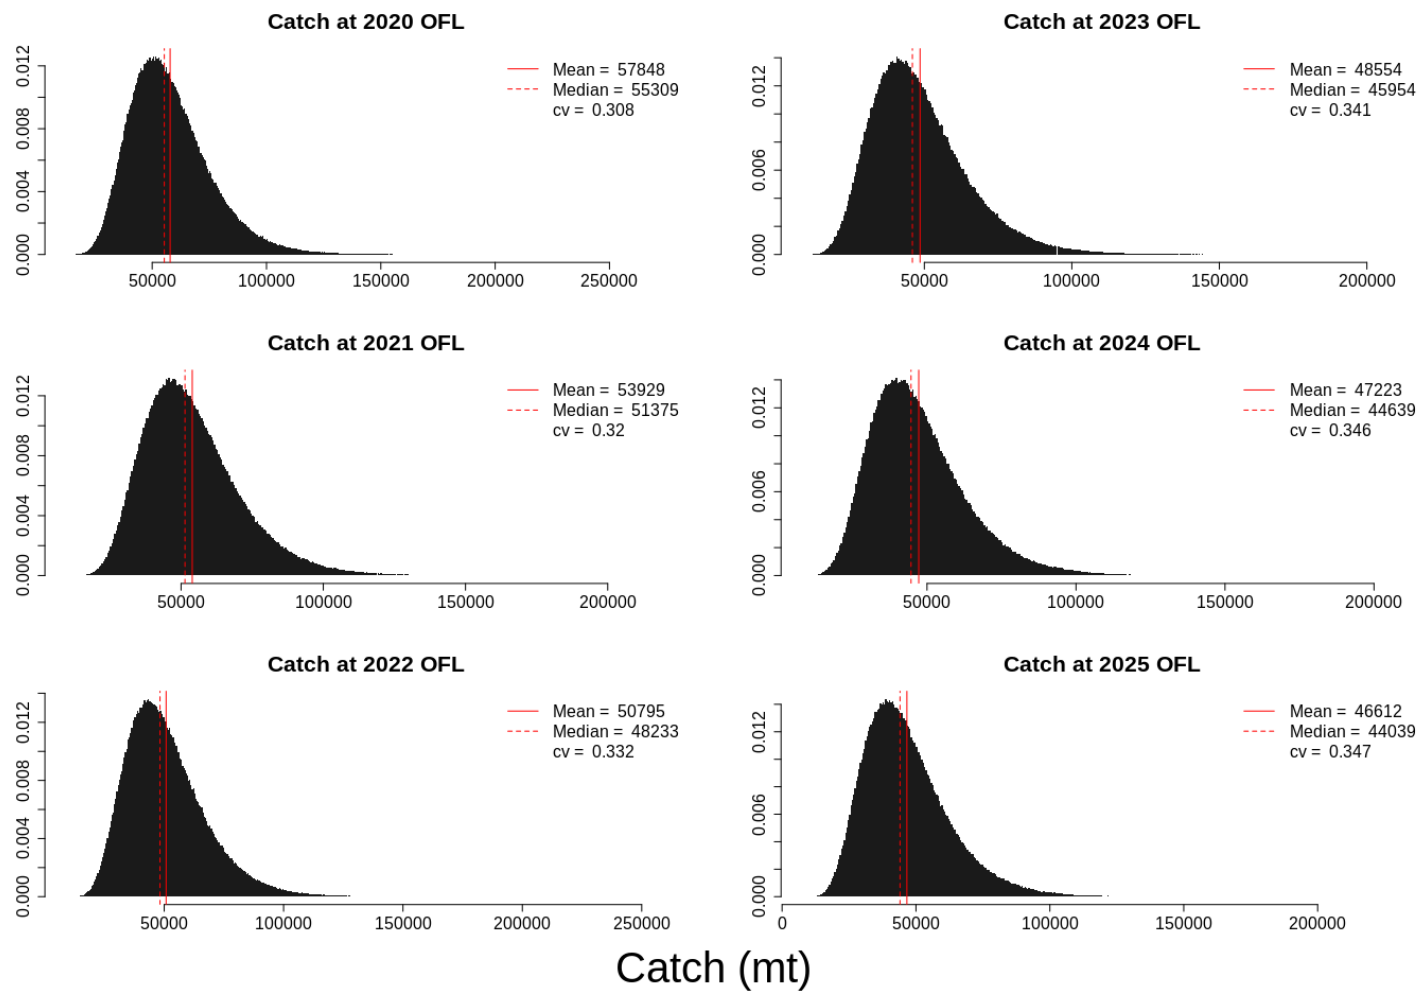 Catch at 2020 OFL
Mean = 57848
Median = 55309
cv = 0.308
0.000 0.004 0.008 0.012
50000 100000 150000 200000 250000
Catch at 2023 OFL
Mean = 48554
Median = 45954
cv = 0.341
0.000 0.006 0.012
50000 100000 150000 200000
Catch at 2021 OFL
Mean = 53929
Median = 51375
cv = 0.32
0.000 0.004 0.008 0.012
50000 100000 150000 200000
Catch at 2024 OFL
Mean = 47223
Median = 44639
cv = 0.346
0.000 0.006 0.012
50000 100000 150000 200000
Catch at 2022 OFL
Mean = 50795
Median = 48233
cv = 0.332
0.000 0.004 0.008 0.012
50000 100000 150000 200000 250000
Catch at 2025 OFL
Mean = 46612
Median = 44039
cv = 0.347
0.000 0.006 0.012
0 50000 100000 150000 200000
Catch (mt)